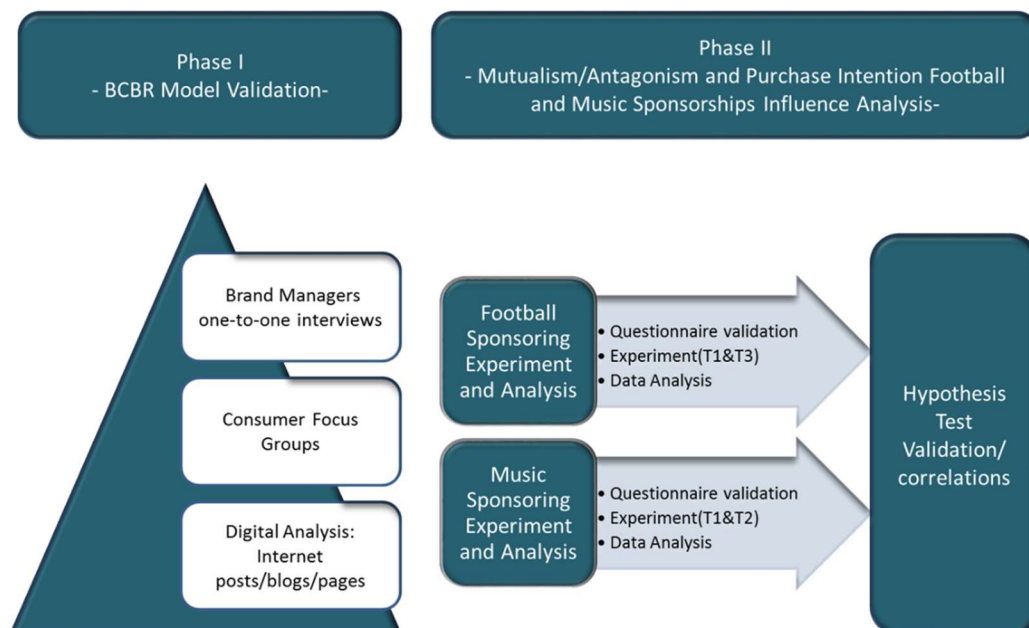 Phase I
- BCBR Model Validation-
Phase II
- Mutualism/Antagonism and Purchase Intention Football
and Music Sponsorships Influence Analysis-
Brand Managers
one-to-one interviews
Consumer Focus
Groups
Digital Analysis:
Internet
posts/blogs/pages
Football
Sponsoring
Experiment
and Analysis
• Questionnaire validation
• Experiment(T1&T3)
• Data Analysis
Music
Sponsoring
Experiment
and Analysis
• Questionnaire validation
• Experiment(T1&T2)
• Data Analysis
Hypothesis
Test
Validation/
correlations